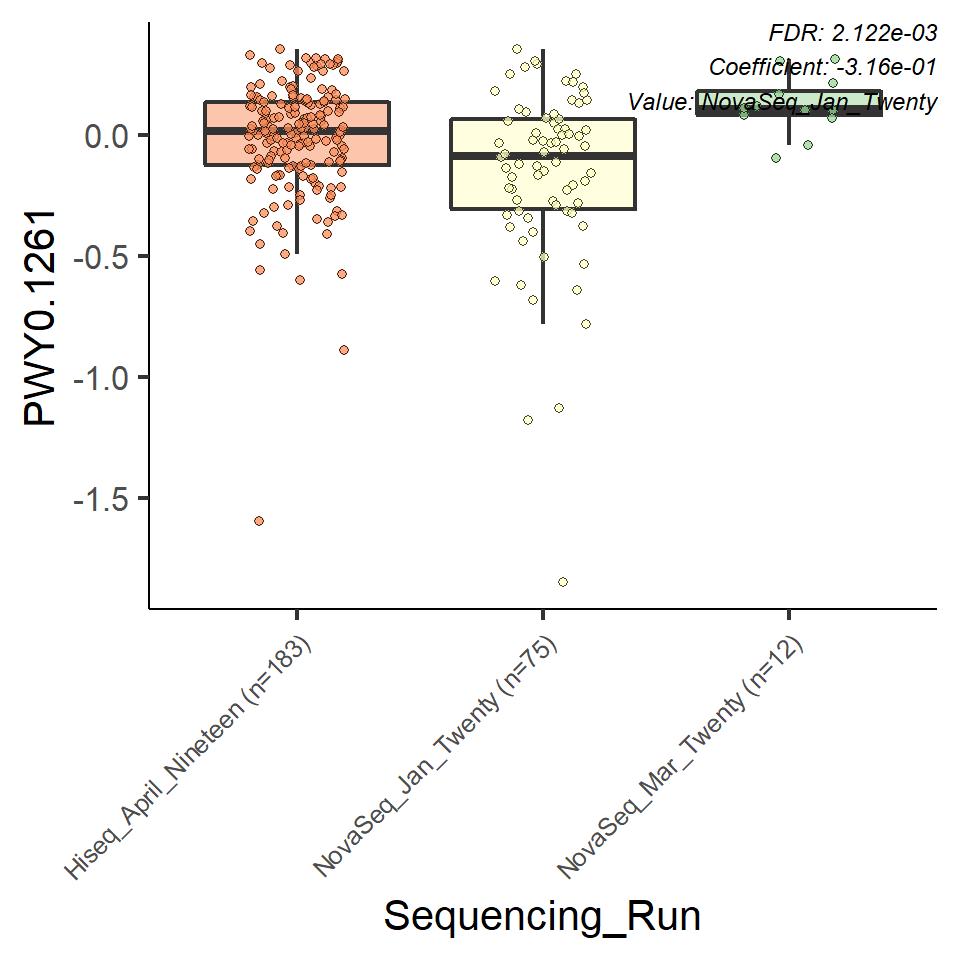 FDR: 2.122e-03
Coefficient: -3.16e-01
Value: NovaSeq_Jan_Twenty
PWY0.1261
0.0
-0.5
-1.0
-1.5
Hiseq_April_Nineteen (n=183)
NovaSeq_Jan_Twenty (n=75)
NovaSeq_Mar_Twenty (n=12)
Sequencing_Run